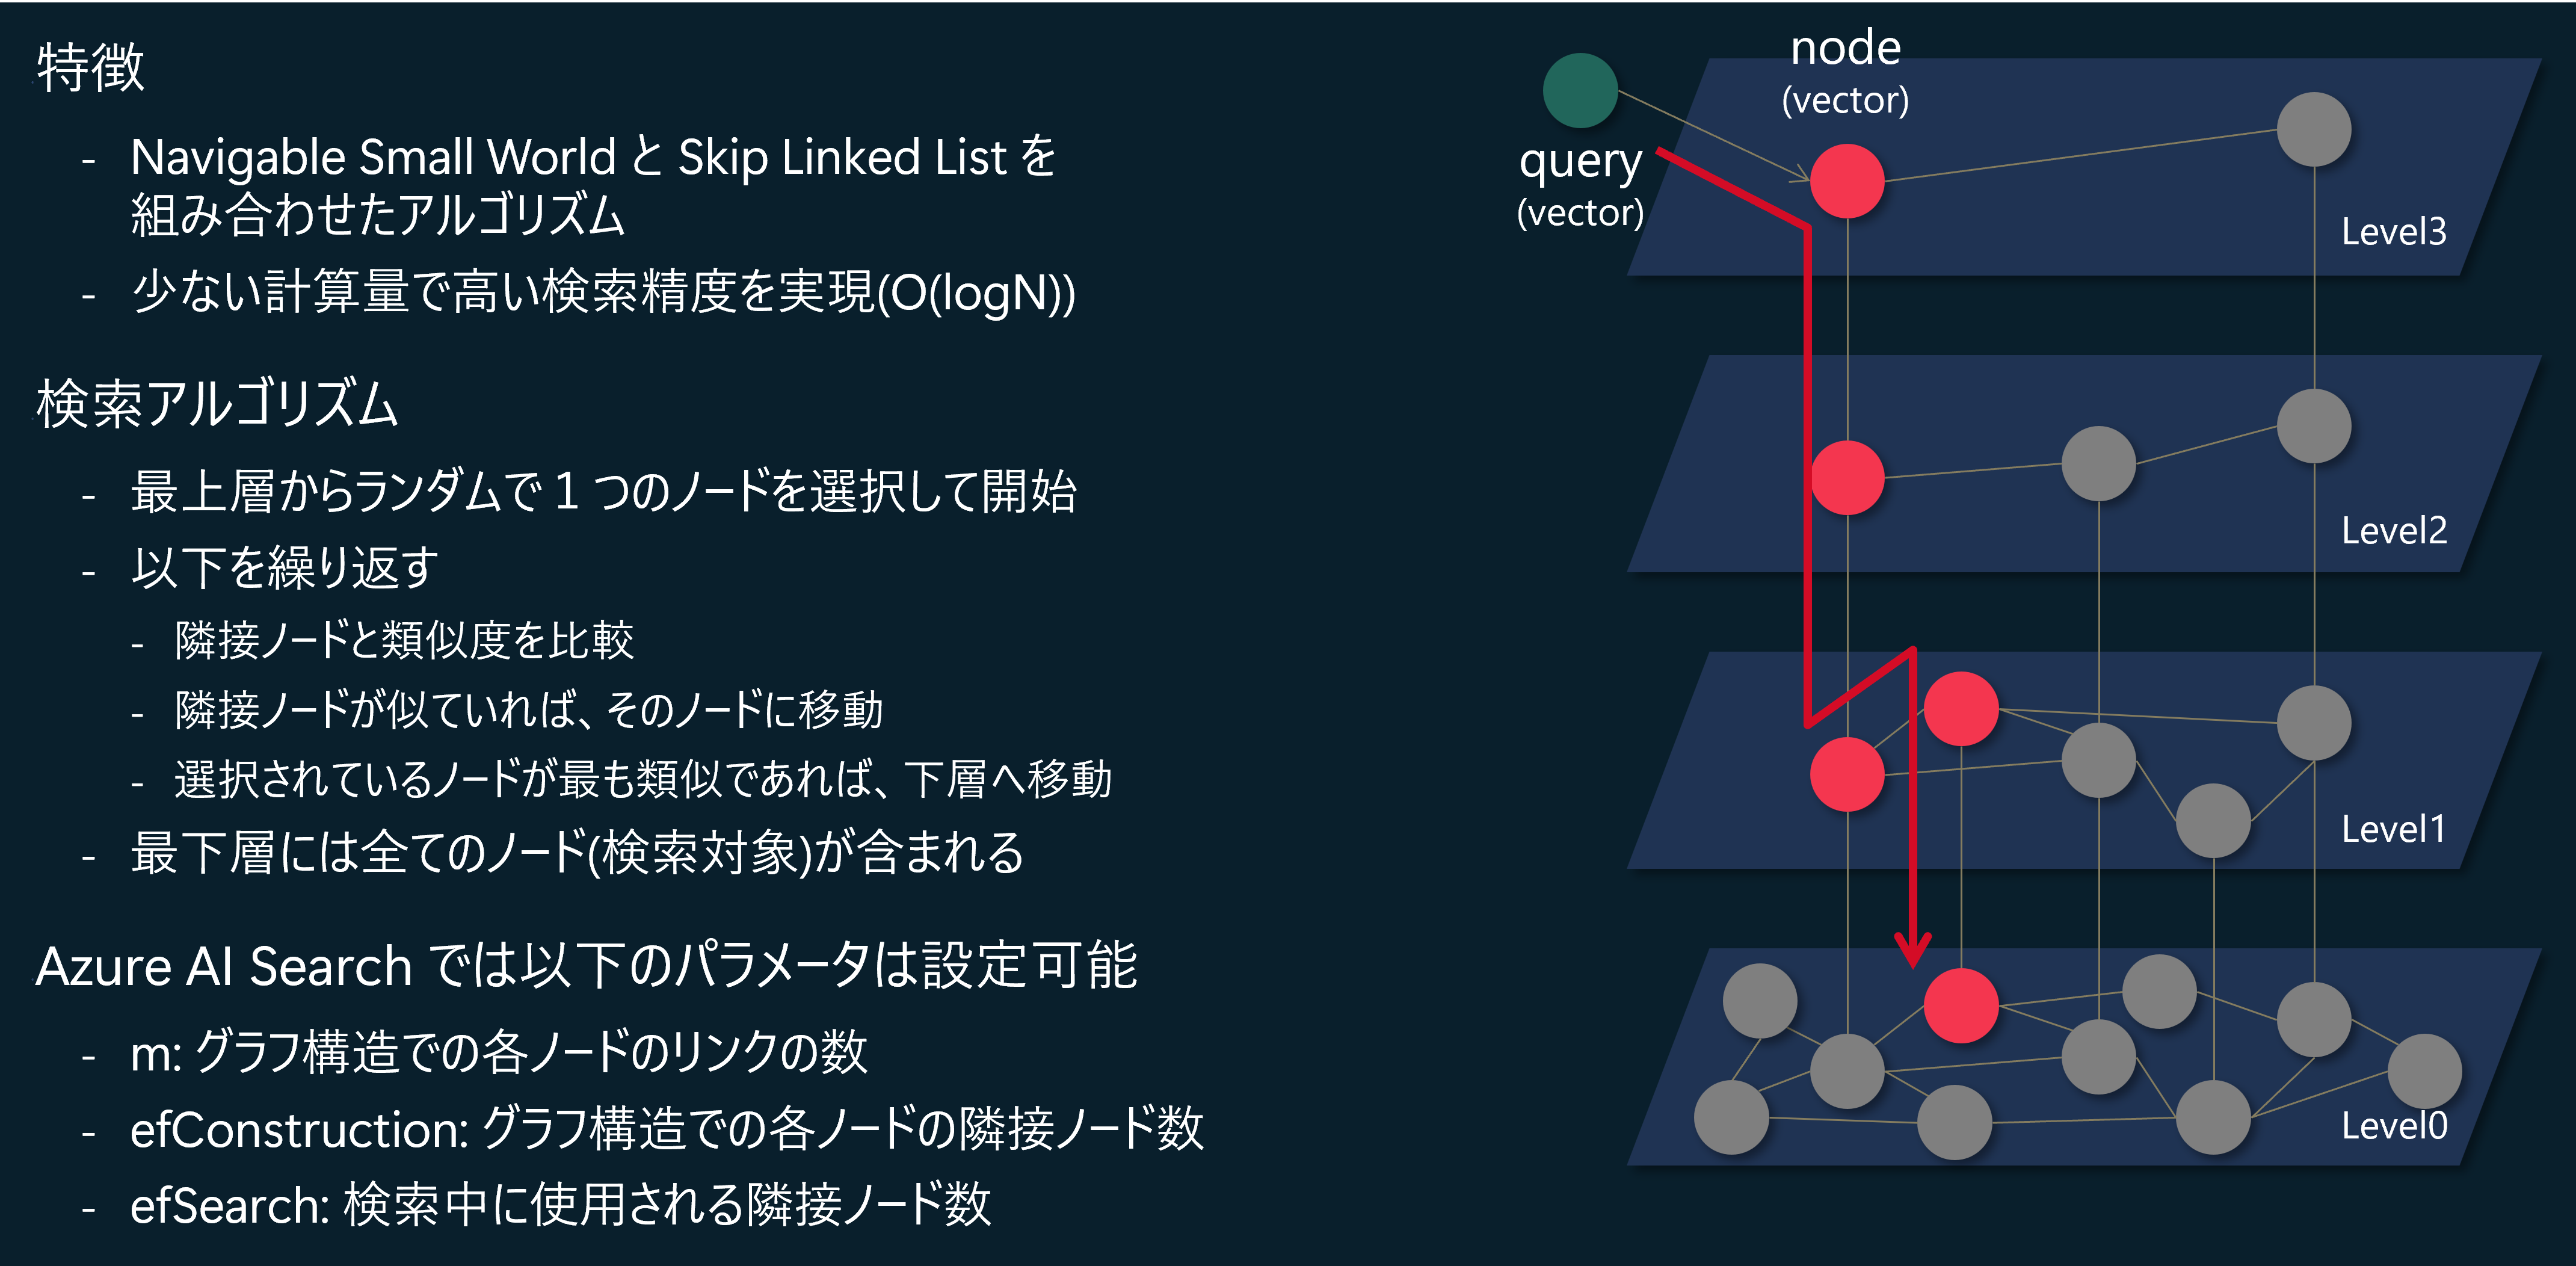 特徴
- Navigable Small World と Skip Linked List を
組み合わせたアルゴリズム
- 少ない計算量で高い検索精度を実現(O(logN))
検索アルゴリズム
- 最上層からランダムで 1 つのノードを選択して開始
- 以下を繰り返す
- 隣接ノードと類似度を比較
- 隣接ノードが似ていれば、そのノードに移動
- 選択されているノードが最も類似であれば、下層へ移動
- 最下層には全てのノード(検索対象)が含まれる
Azure AI Search では以下のパラメータは設定可能
- m: グラフ構造での各ノードのリンクの数
- efConstruction: グラフ構造での各ノードの隣接ノード数
- efSearch: 検索中に使用される隣接ノード数
node
(vector)
query
(vector)
Level3
Level2
Level1
Level0